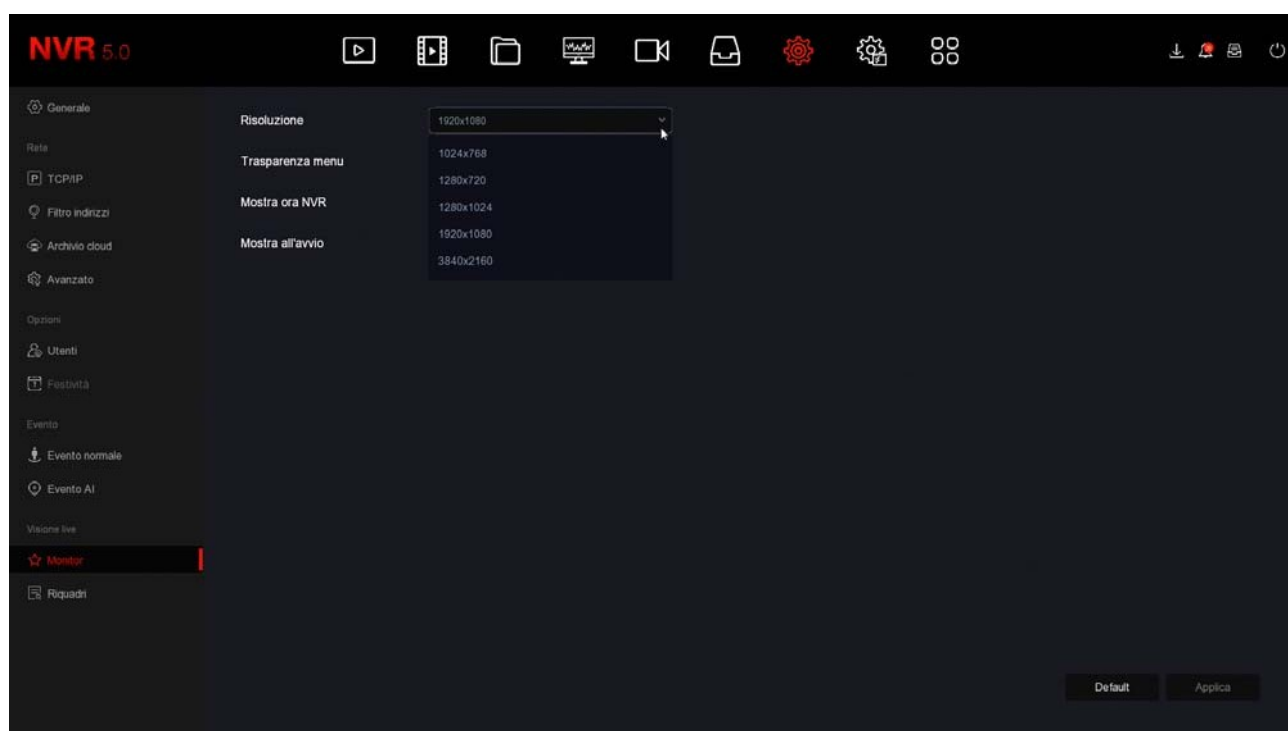 NVR 5.0
Generale
Rete
TCP/IP
Filtro indirizzi
Archivio cloud
Avanzato
Opzioni
Utenti
Festività
Evento
Evento normale
Evento AI
Visione live
Monitor
Riquadri
Risoluzione
1920x1080
Trasparenza menu
Mostra ora NVR
Mostra all'avvio
1024x768
1280x720
1280x1024
1920x1080
3840x2160
Default
Applica